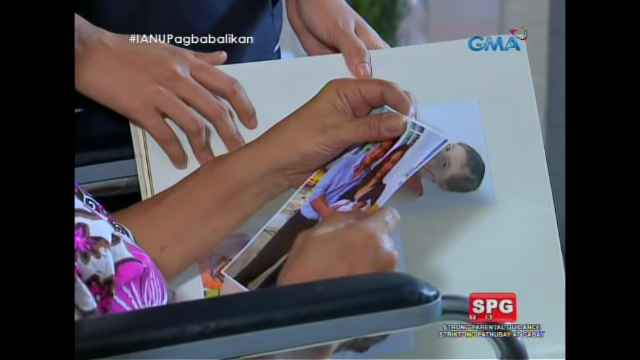 #IANUPagbabalikan
GMA
SPG
STRONG PARENTAL GUIDANCE
STRIKTONG PATNUBAY AT GABAY